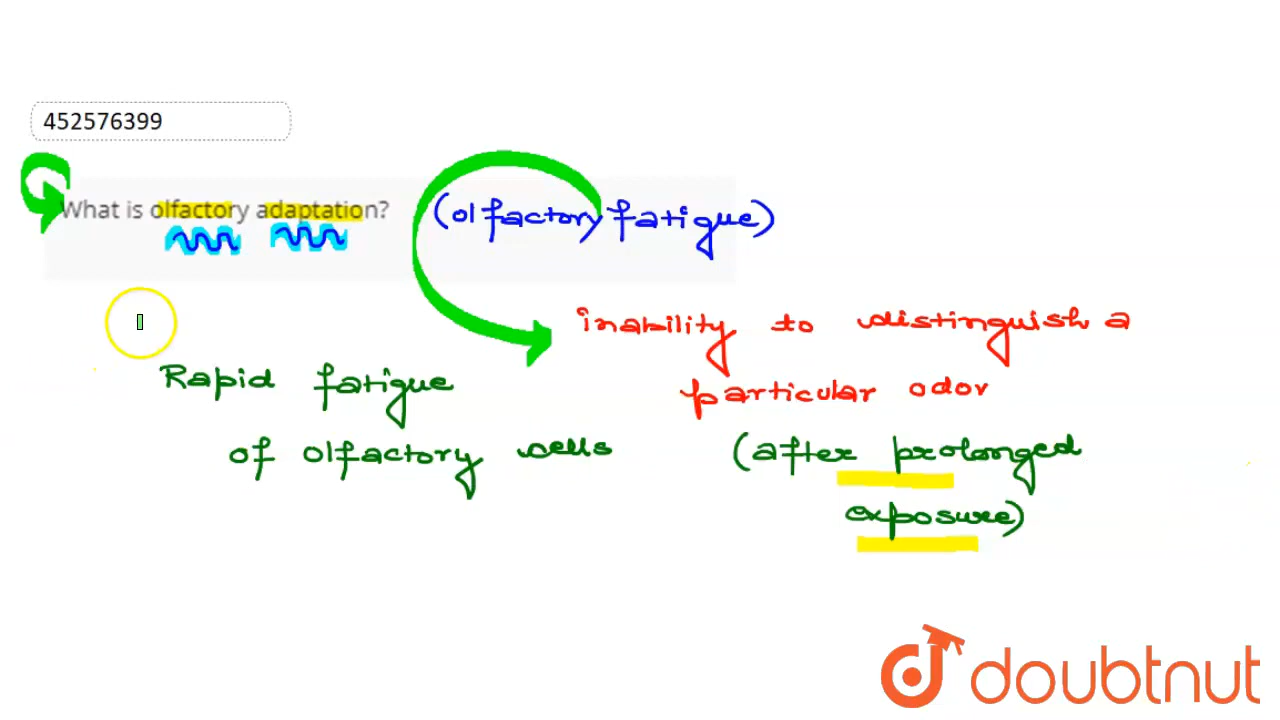 452576399
What is olfactory adaptation? (olfactory fatigue)
inability to distinguish a
particular odor
(after prolonged
exposure)
Rapid fatigue
of olfactory cells
doubtnut